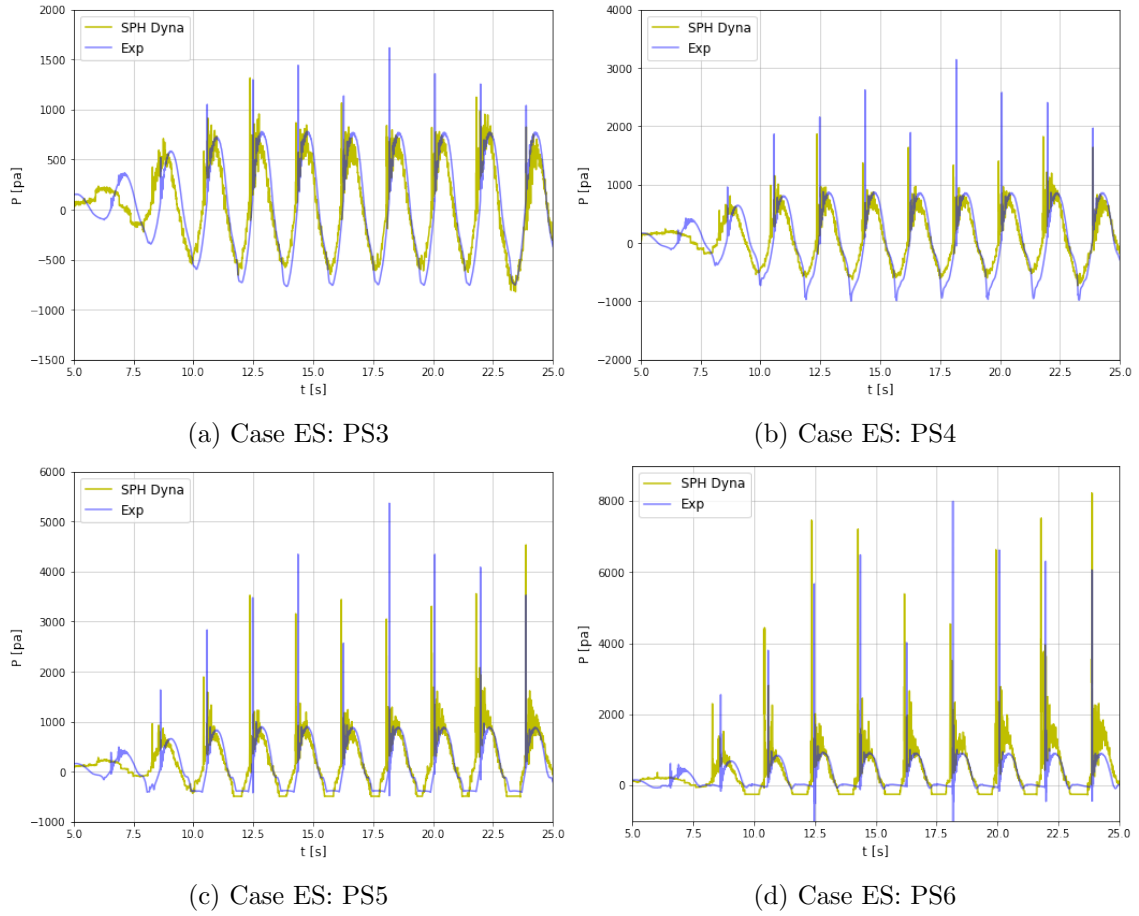 2000
1500
1000
500
0
−500
−1000
−1500
P [pa]
SPH Dyna
Exp
5.0 7.5 10.0 12.5 15.0 17.5 20.0 22.5 25.0
t [s]
(a) Case ES: PS3
4000
3000
2000
1000
0
−1000
−2000
P [pa]
SPH Dyna
Exp
5.0 7.5 10.0 12.5 15.0 17.5 20.0 22.5 25.0
t [s]
(b) Case ES: PS4
6000
5000
4000
3000
2000
1000
0
−1000
P [pa]
SPH Dyna
Exp
5.0 7.5 10.0 12.5 15.0 17.5 20.0 22.5 25.0
t [s]
(c) Case ES: PS5
8000
6000
4000
2000
0
P [pa]
SPH Dyna
Exp
5.0 7.5 10.0 12.5 15.0 17.5 20.0 22.5 25.0
t [s]
(d) Case ES: PS6